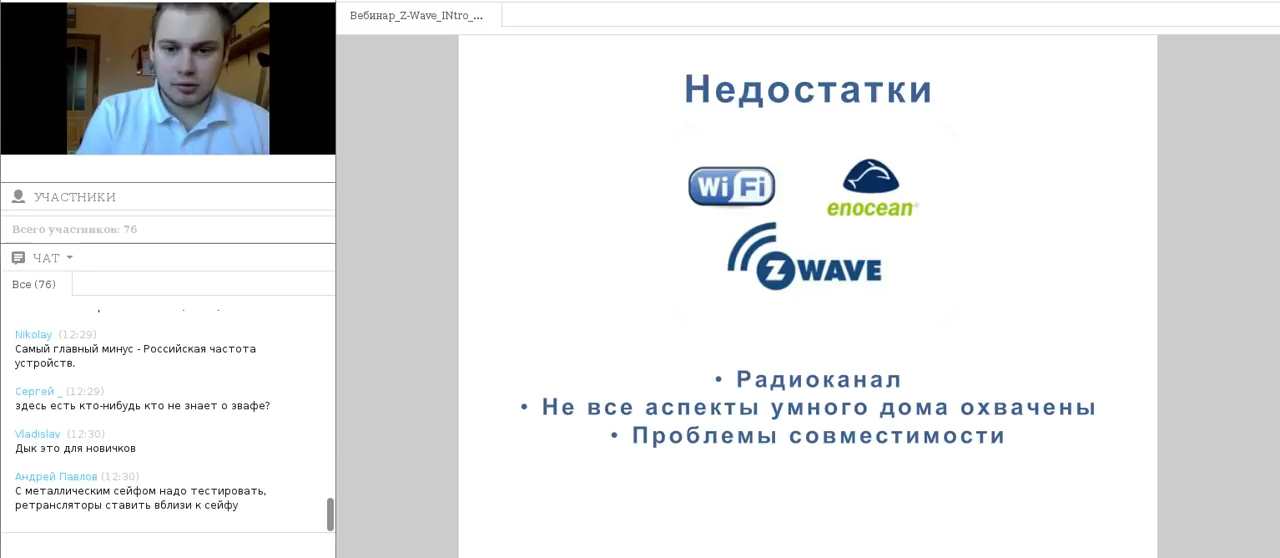 Вебинар_Z-Wave_INtro_...
УЧАСТНИКИ
Всего участников: 76
ЧАТ
Все (76)
Nikolay (12:29)
Самый главный минус - Российская частота
устройств.
Сергей _ (12:29)
здесь есть кто-нибудь кто не знает о звафе?
Vladislav (12:30)
Дык это для новичков
Андрей Павлов (12:30)
С металлическим сейфом надо тестировать,
ретрансляторы ставить вблизи к сейфу
Недостатки
Wi Fi
enocean®
Z WAVE
• Радиоканал
• Не все аспекты умного дома охвачены
• Проблемы совместимости